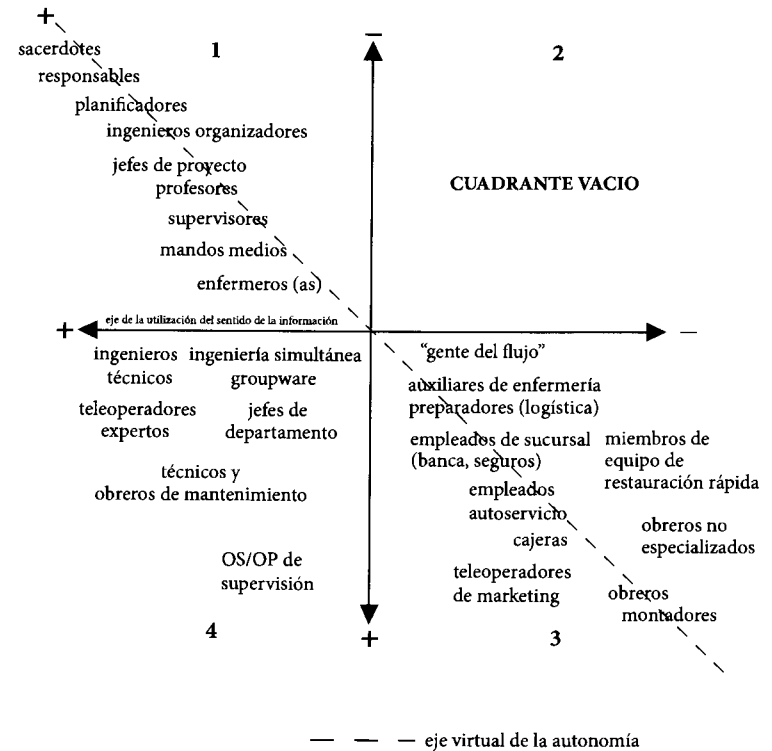 +
1
−
2
sacerdotes
responsables
planificadores
ingenieros organizadores
jefes de proyecto
profesores
CUADRANTE VACIO
supervisores
mandos medios
enfermeros (as)
eje de la utilización del sentido de la información
+
−
ingenieros
técnicos
ingeniería simultánea
groupware
teleoperadores
expertos
jefes de
departamento
técnicos y
obreros de mantenimiento
OS/OP de
supervisión
"gente del flujo"
auxiliares de enfermería
preparadores (logística)
empleados de sucursal
(banca, seguros)
miembros de
equipo de
restauración rápida
empleados
autoservicio
cajeras
obreros no
especializados
teleoperadores
de marketing
obreros
montadores
4
+
3
eje virtual de la autonomía